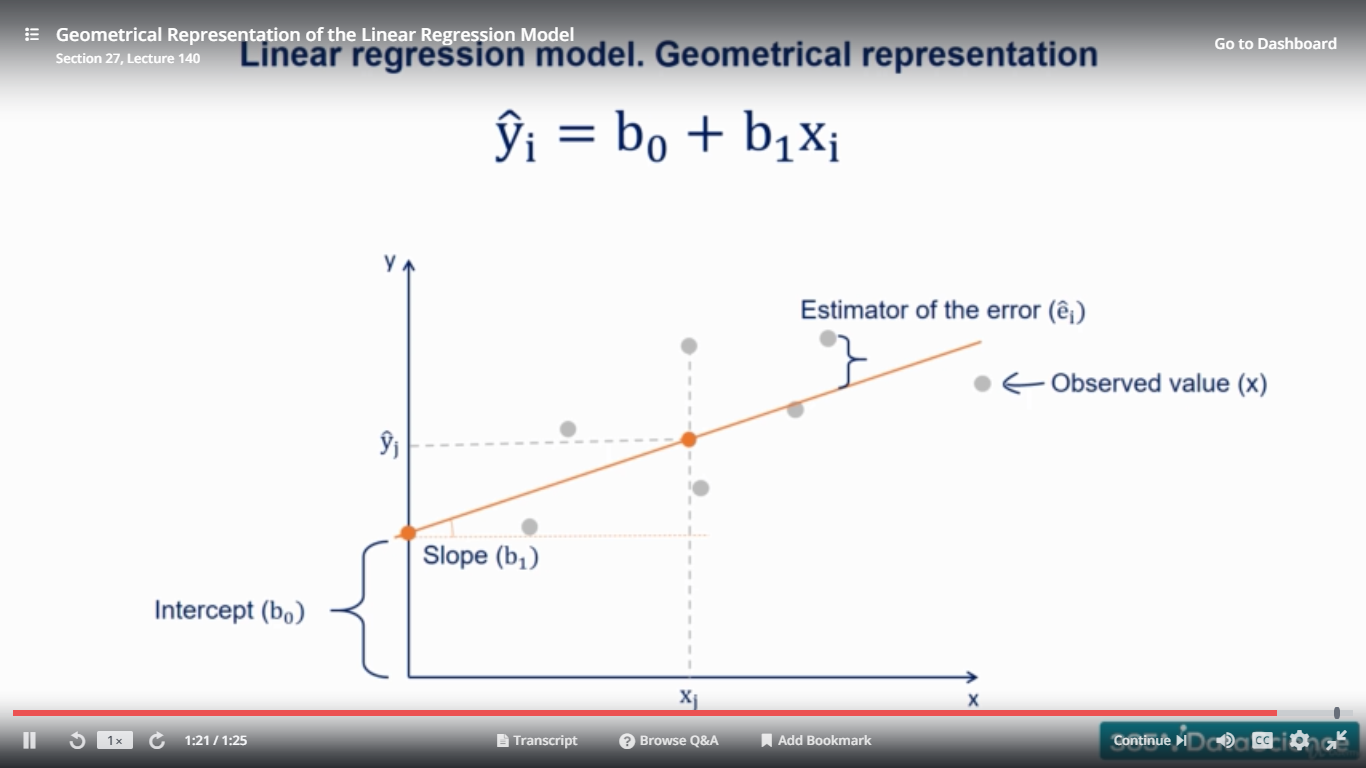 Geometrical Representation of the Linear Regression Model
Section 27, Lecture 140
Go to Dashboard
Linear regression model. Geometrical representation
ŷᵢ = b₀ + b₁xᵢ
y
Estimator of the error (êᵢ)
Observed value (x)
ŷⱼ
Slope (b₁)
Intercept (b₀)
xⱼ
x
1x
1:21 / 1:25
Transcript
Browse Q&A
Add Bookmark
Continue
CC